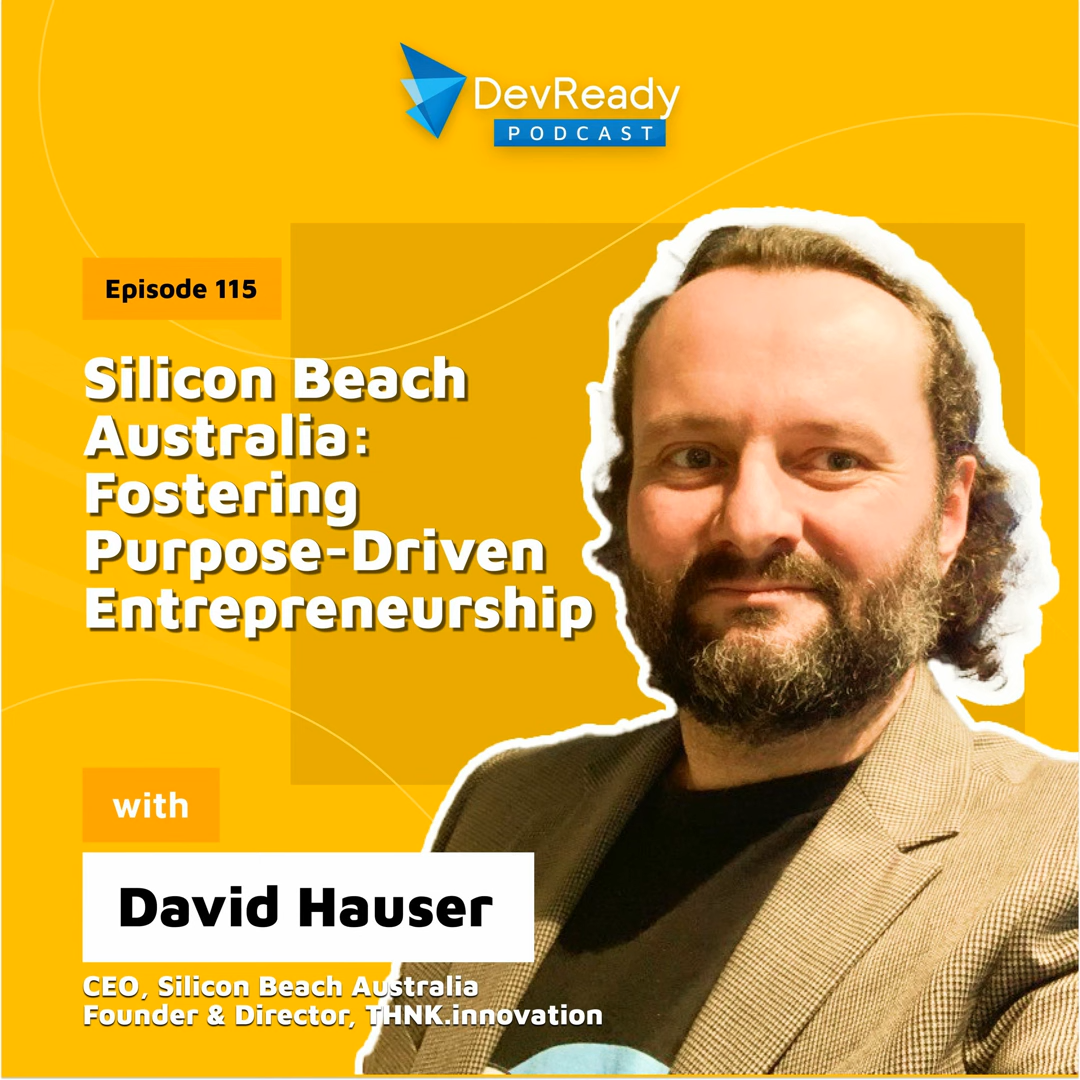 DevReady
PODCAST
Episode 115
Silicon Beach
Australia:
Fostering
Purpose-Driven
Entrepreneurship
with
David Hauser
CEO, Silicon Beach Australia
Founder & Director, THNK.innovation